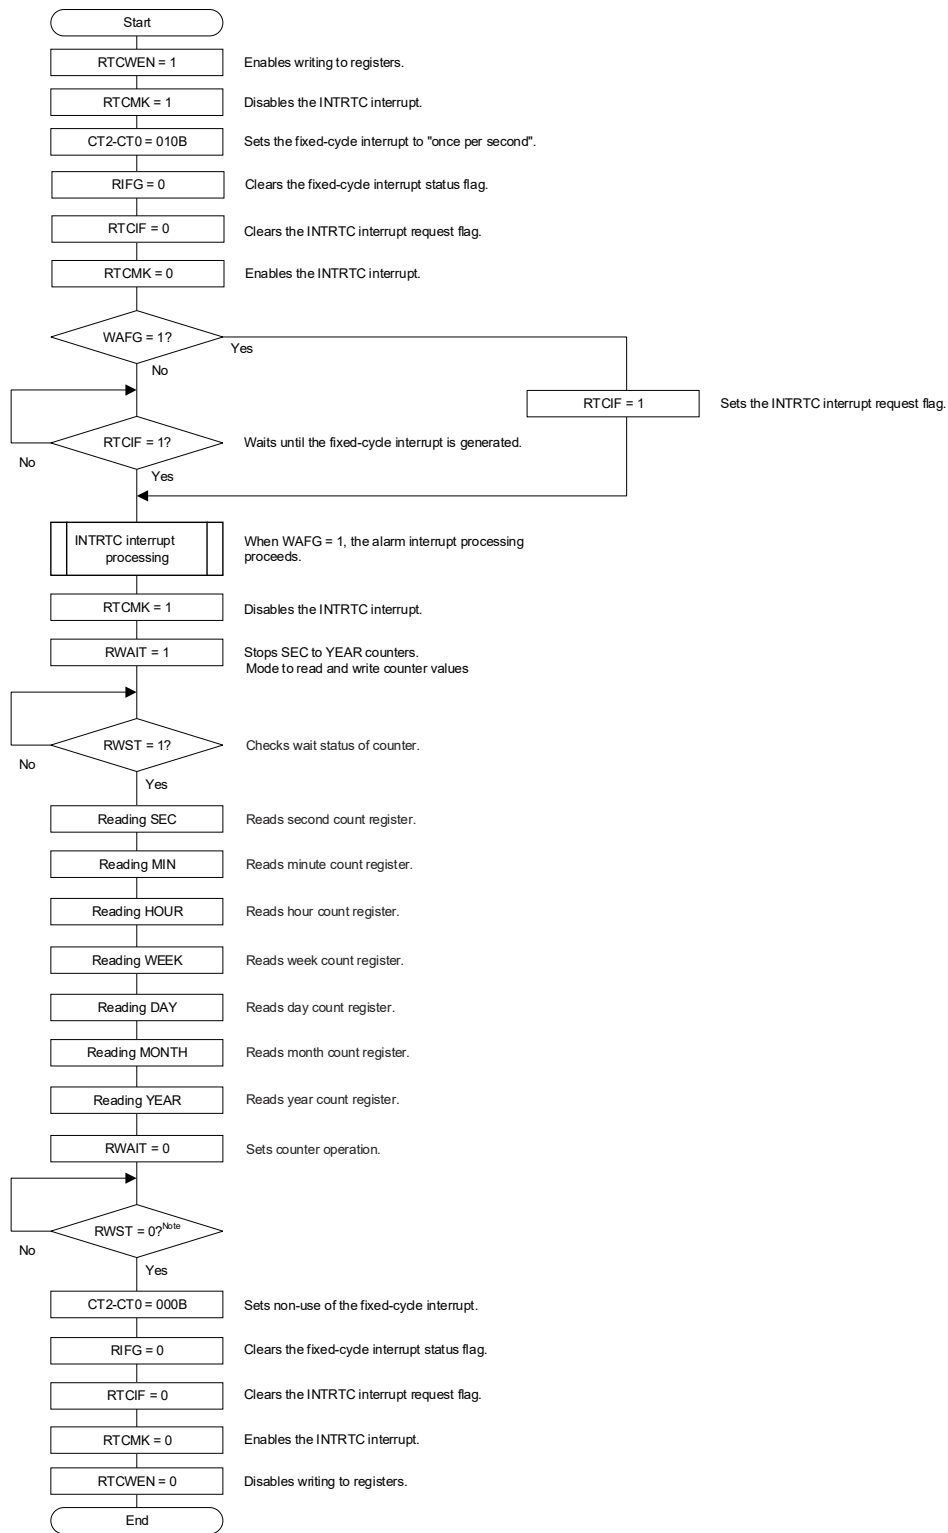 Start
RTCWEN = 1
Enables writing to registers.
RTCMK = 1
Disables the INTRTC interrupt.
CT2-CT0 = 010B
Sets the fixed-cycle interrupt to "once per second".
RIFG = 0
Clears the fixed-cycle interrupt status flag.
RTCIF = 0
Clears the INTRTC interrupt request flag.
RTCMK = 0
Enables the INTRTC interrupt.
WAFG = 1?
Yes
No
RTCIF = 1
Sets the INTRTC interrupt request flag.
RTCIF = 1?
Waits until the fixed-cycle interrupt is generated.
No
Yes
INTRTC interrupt
processing
When WAFG = 1, the alarm interrupt processing
proceeds.
RTCMK = 1
Disables the INTRTC interrupt.
RWAIT = 1
Stops SEC to YEAR counters.
Mode to read and write counter values
RWST = 1?
Checks wait status of counter.
No
Yes
Reading SEC
Reads second count register.
Reading MIN
Reads minute count register.
Reading HOUR
Reads hour count register.
Reading WEEK
Reads week count register.
Reading DAY
Reads day count register.
Reading MONTH
Reads month count register.
Reading YEAR
Reads year count register.
RWAIT = 0
Sets counter operation.
RWST = 0?Note
No
Yes
CT2-CT0 = 000B
Sets non-use of the fixed-cycle interrupt.
RIFG = 0
Clears the fixed-cycle interrupt status flag.
RTCIF = 0
Clears the INTRTC interrupt request flag.
RTCMK = 0
Enables the INTRTC interrupt.
RTCWEN = 0
Disables writing to registers.
End